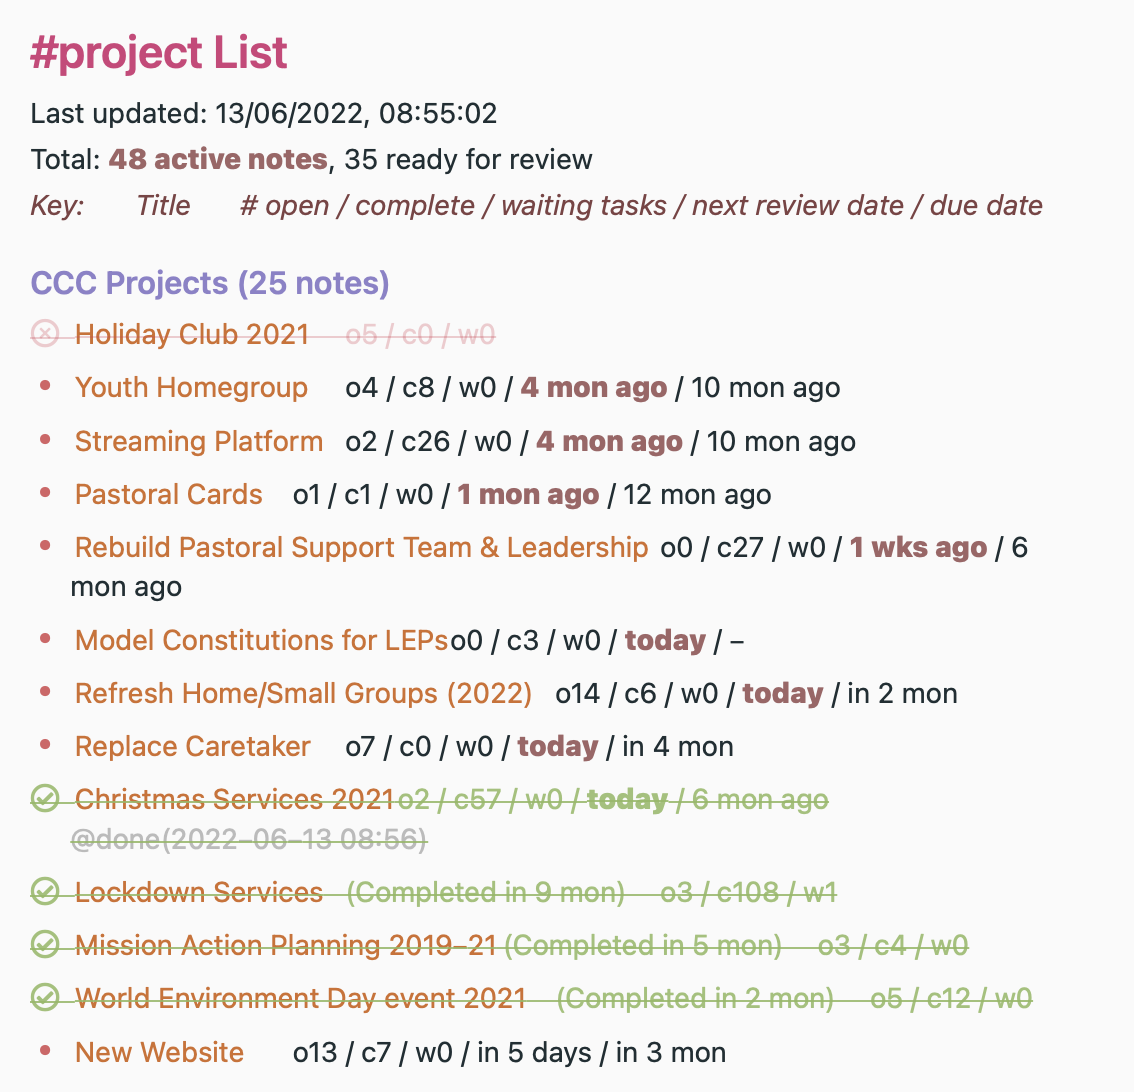 #project List
Last updated: 13/06/2022, 08:55:02
Total: 48 active notes, 35 ready for review
Key: Title # open / complete / waiting tasks / next review date / due date
CCC Projects (25 notes)
Holiday Club 2021 o5 / c0 / w0
• Youth Homegroup o4 / c8 / w0 / 4 mon ago / 10 mon ago
• Streaming Platform o2 / c26 / w0 / 4 mon ago / 10 mon ago
• Pastoral Cards o1 / c1 / w0 / 1 mon ago / 12 mon ago
• Rebuild Pastoral Support Team & Leadership o0 / c27 / w0 / 1 wks ago / 6
mon ago
• Model Constitutions for LEPs o0 / c3 / w0 / today / –
• Refresh Home/Small Groups (2022) o14 / c6 / w0 / today / in 2 mon
• Replace Caretaker o7 / c0 / w0 / today / in 4 mon
Christmas Services 2021 o2 / c57 / w0 / today / 6 mon ago
@done(2022-06-13 08:56)
Lockdown Services (Completed in 9 mon) o3 / c108 / w1
Mission Action Planning 2019-21 (Completed in 5 mon) o3 / c4 / w0
World Environment Day event 2021 (Completed in 2 mon) o5 / c12 / w0
• New Website o13 / c7 / w0 / in 5 days / in 3 mon